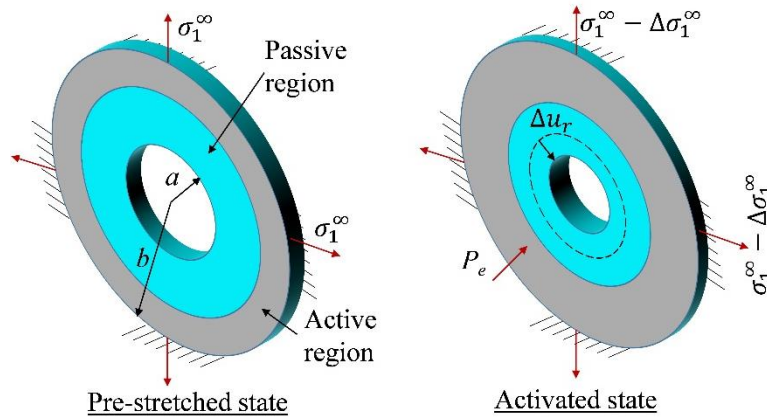 σ₁^∞
Passive
region
a
σ₁^∞
b
Active
region
Pre-stretched state
σ₁^∞ − Δσ₁^∞
Δu_r
σ₁^∞ − Δσ₁^∞
P_e
Activated state